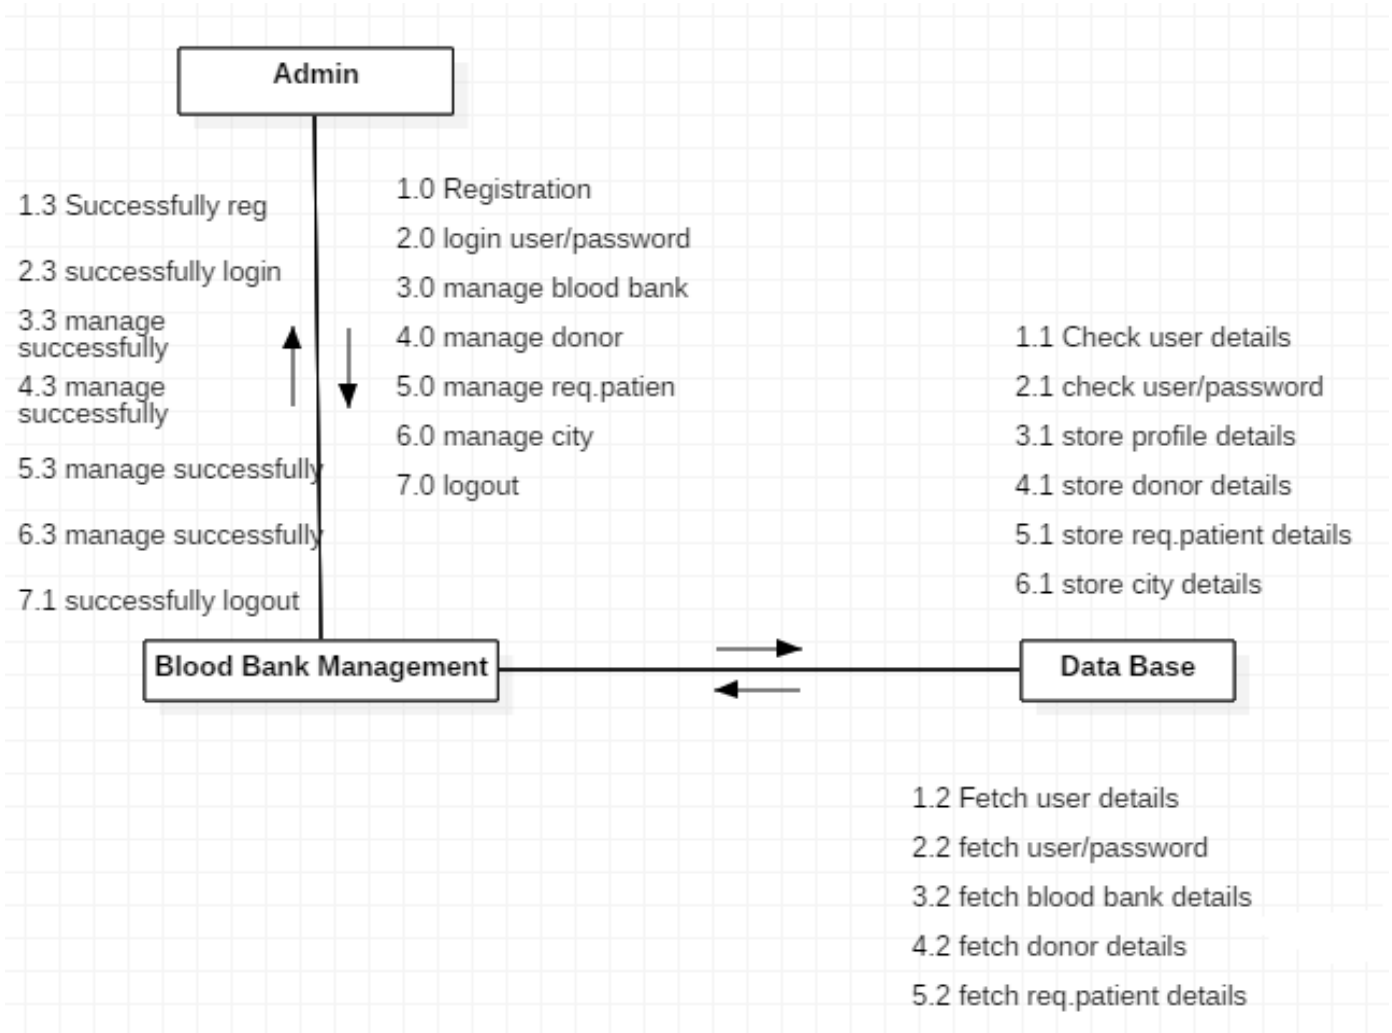 Admin
1.3 Successfully reg
2.3 successfully login
3.3 manage
successfully
4.3 manage
successfully
5.3 manage successfully
6.3 manage successfully
7.1 successfully logout
1.0 Registration
2.0 login user/password
3.0 manage blood bank
4.0 manage donor
5.0 manage req.patien
6.0 manage city
7.0 logout
1.1 Check user details
2.1 check user/password
3.1 store profile details
4.1 store donor details
5.1 store req.patient details
6.1 store city details
Blood Bank Management
Data Base
1.2 Fetch user details
2.2 fetch user/password
3.2 fetch blood bank details
4.2 fetch donor details
5.2 fetch req.patient details